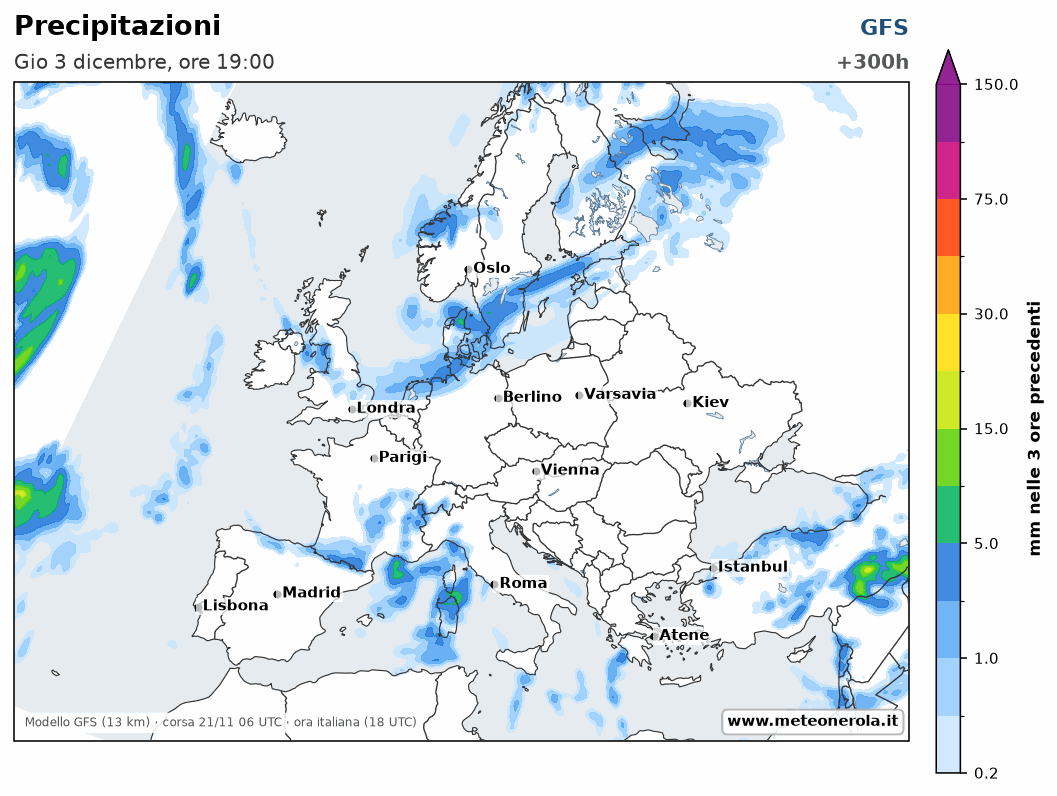 Precipitazioni
GFS
Gio 3 dicembre, ore 19:00
+300h
150.0
75.0
30.0
15.0
5.0
1.0
0.2
mm nelle 3 ore precedenti
Oslo
Londra
Berlino
Varsavia
Kiev
Parigi
Vienna
Istanbul
Roma
Madrid
Lisbona
Atene
Modello GFS (13 km) · corsa 21/11 06 UTC · ora italiana (18 UTC)
www.meteonerola.it